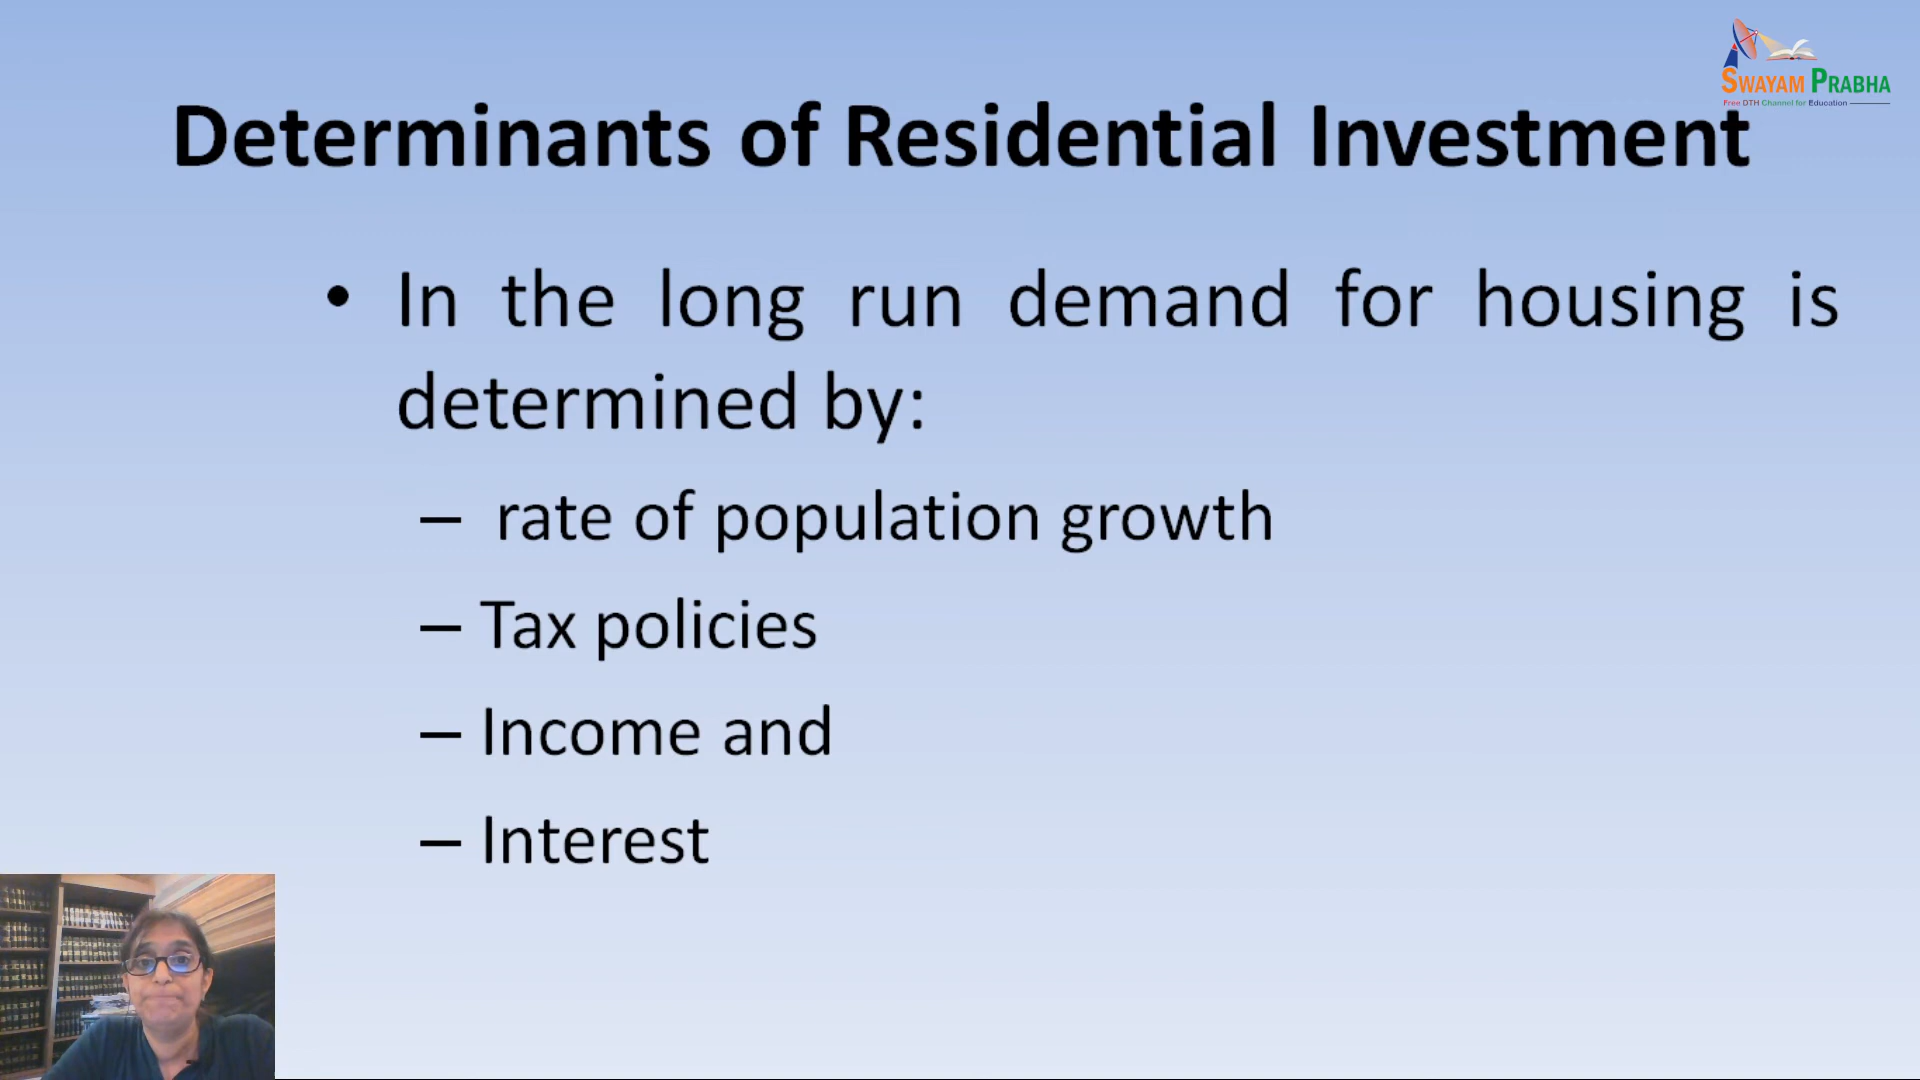 SWAYAM PRABHA
Free DTH Channel for Education
Determinants of Residential Investment
• In the long run demand for housing is
determined by:
– rate of population growth
– Tax policies
– Income and
– Interest